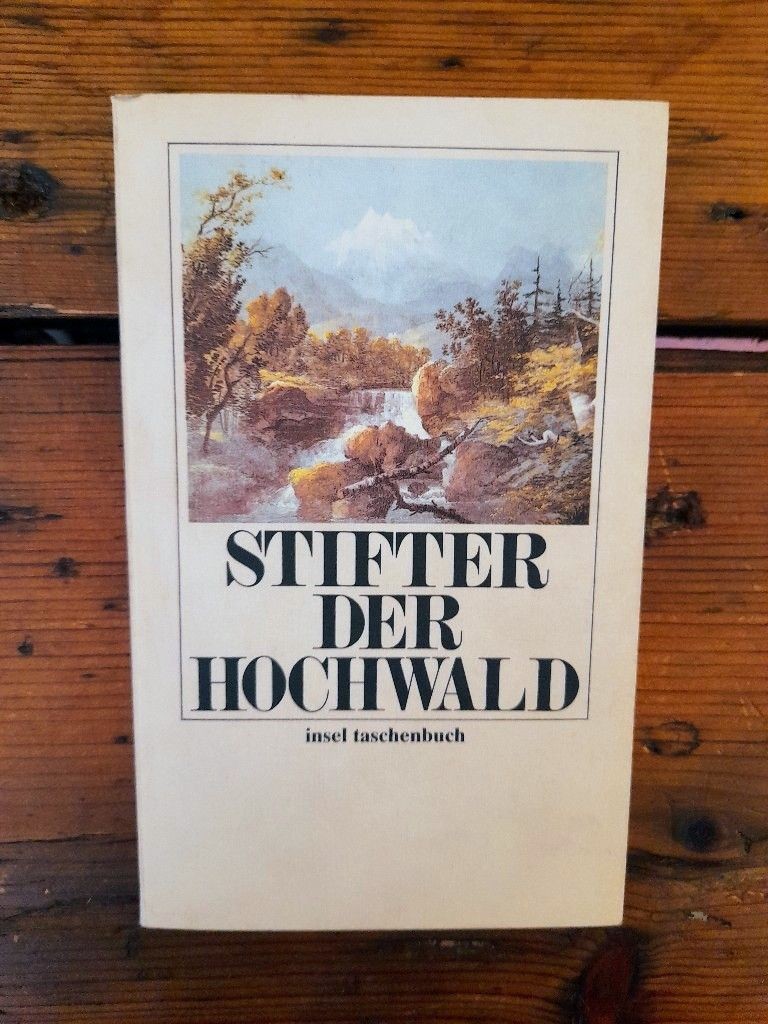 STIFTER
DER
HOCHWALD
insel taschenbuch